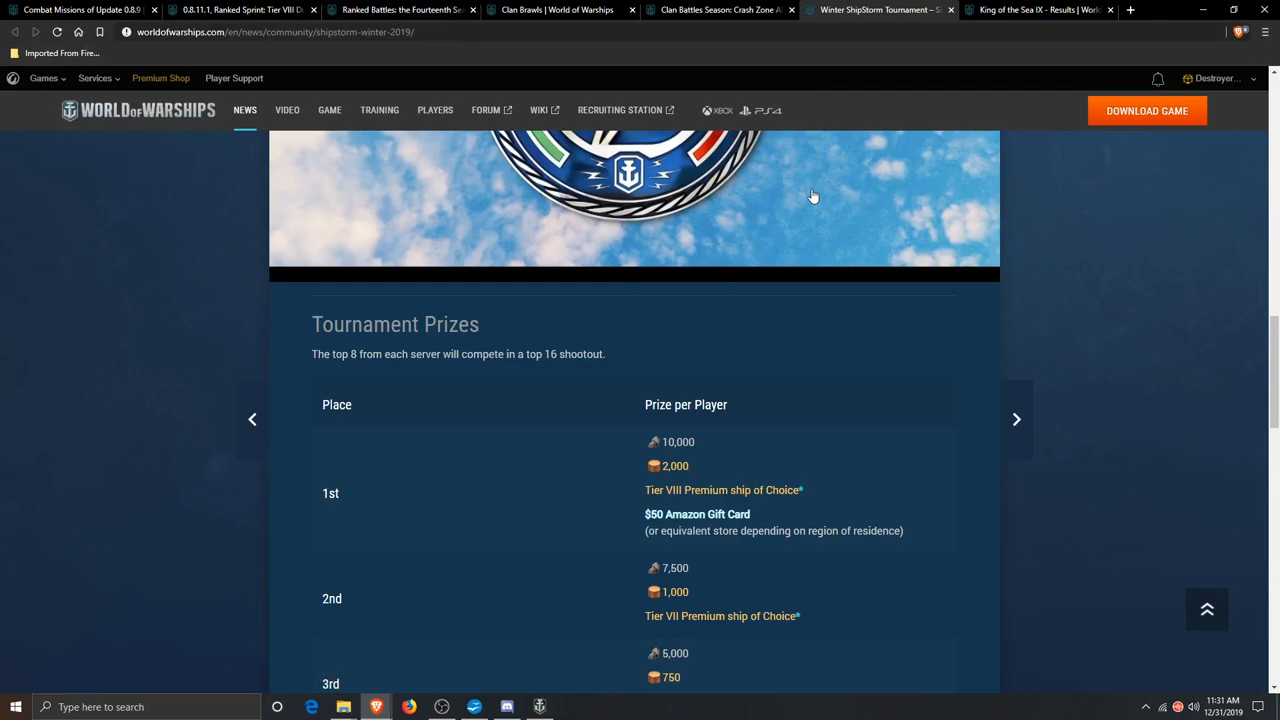 Combat Missions of Update 0.8.9
0.8.11.1, Ranked Sprint: Tier VIII Du
Ranked Battles: the Fourteenth Sea
Clan Brawls | World of Warships
Clan Battles Season: Crash Zone A
Winter ShipStorm Tournament – S
King of the Sea IX - Results | World
worldofwarships.com/en/news/community/shipstorm-winter-2019/
Imported From Fire...
Games
Services
Premium Shop
Player Support
Destroyer...
WORLD OF WARSHIPS
NEWS
VIDEO
GAME
TRAINING
PLAYERS
FORUM
WIKI
RECRUITING STATION
XBOX
PS4
DOWNLOAD GAME
Tournament Prizes
The top 8 from each server will compete in a top 16 shootout.
Place
Prize per Player
1st
10,000
2,000
Tier VIII Premium ship of Choice*
$50 Amazon Gift Card
(or equivalent store depending on region of residence)
2nd
7,500
1,000
Tier VII Premium ship of Choice*
3rd
5,000
750
Type here to search
11:31 AM
12/31/2019